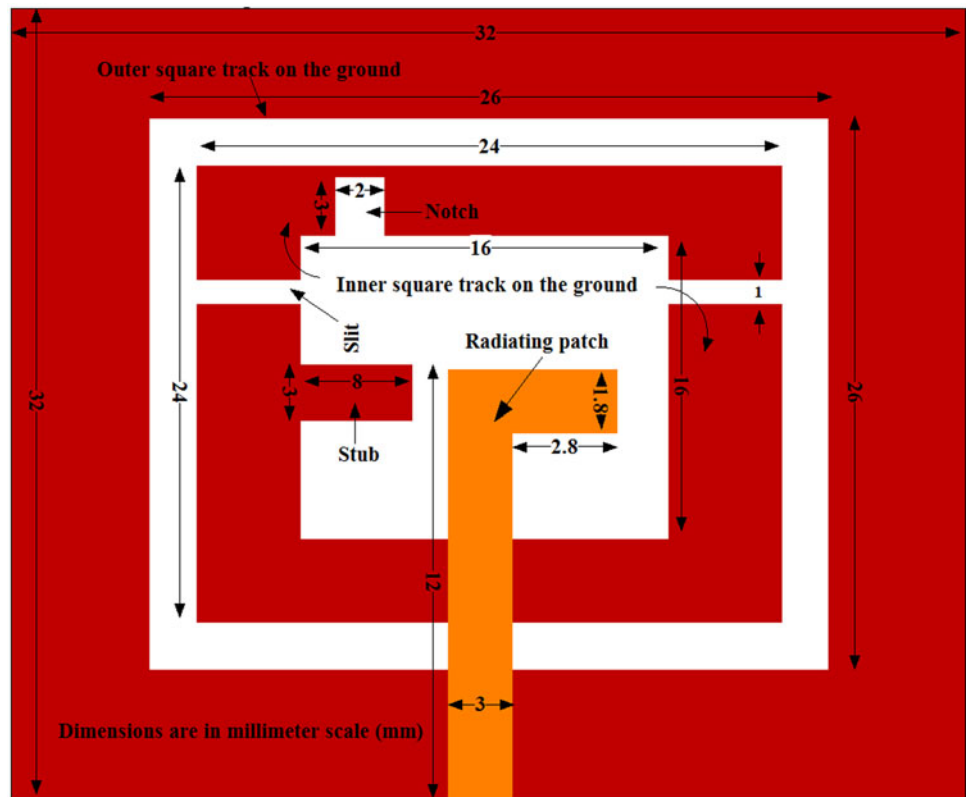 32
Outer square track on the ground
26
24
2
3
Notch
16
Inner square track on the ground
1
Slit
Radiating patch
32
24
3
8
16
26
1.8
Stub
2.8
12
3
Dimensions are in millimeter scale (mm)